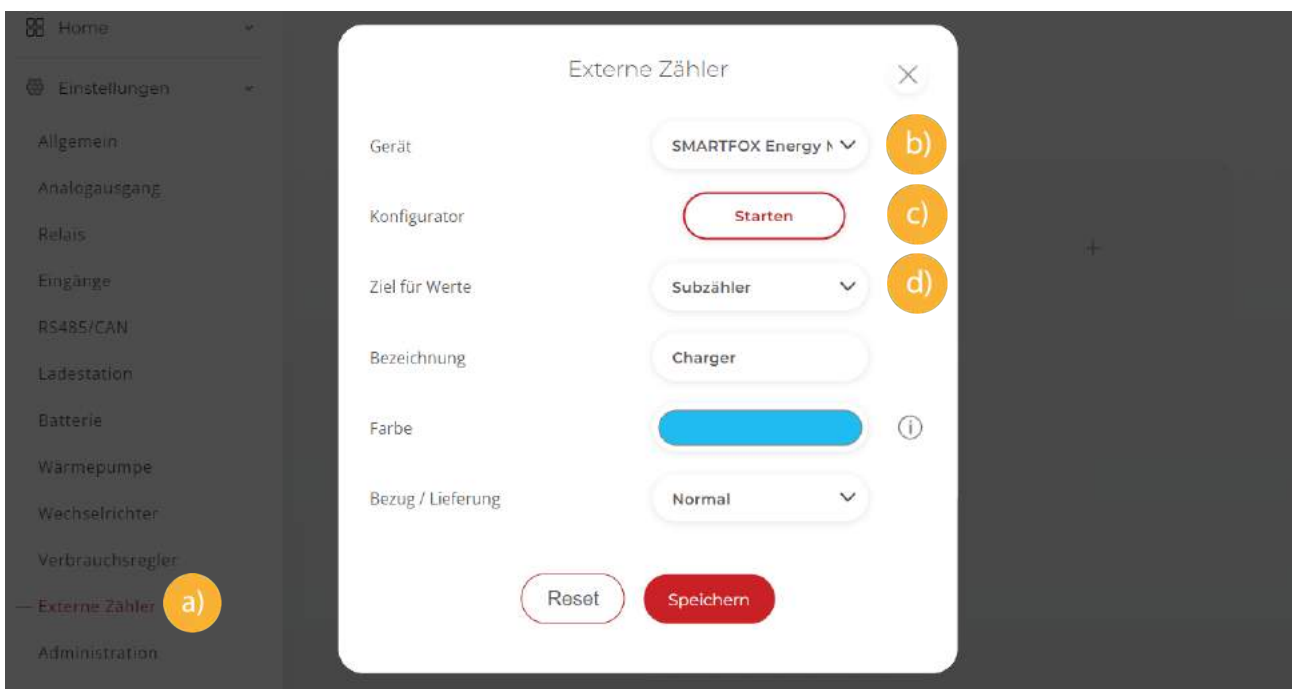 Home
Einstellungen
Allgemein
Analogausgang
Relais
Eingänge
RS485/CAN
Ladestation
Batterie
Wärmepumpe
Wechselrichter
Verbrauchsregler
Externe Zähler a)
Administration
Externe Zähler
Gerät SMARTFOX Energy b)
Konfigurator Starten c)
Ziel für Werte Subzähler d)
Bezeichnung Charger
Farbe
Bezug / Lieferung Normal
Reset Speichern